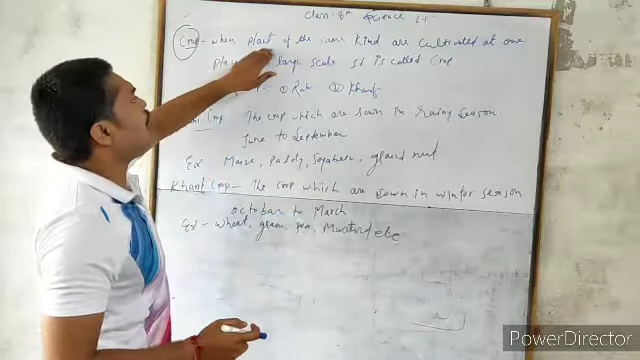 Class-8th Science L-1
Crop- when plant of the same kind are cultivated at one
place large scale it is called Crop
① Rabi ② Kharif
Crop The crop which are sown in rainy season
June to September
Ex Maize, Paddy, Soyabean, ground nut
Kharif Crop- The crop which are sown in winter season
October to March
Ex- wheat, gram, pea, Mustard etc
PowerDirector